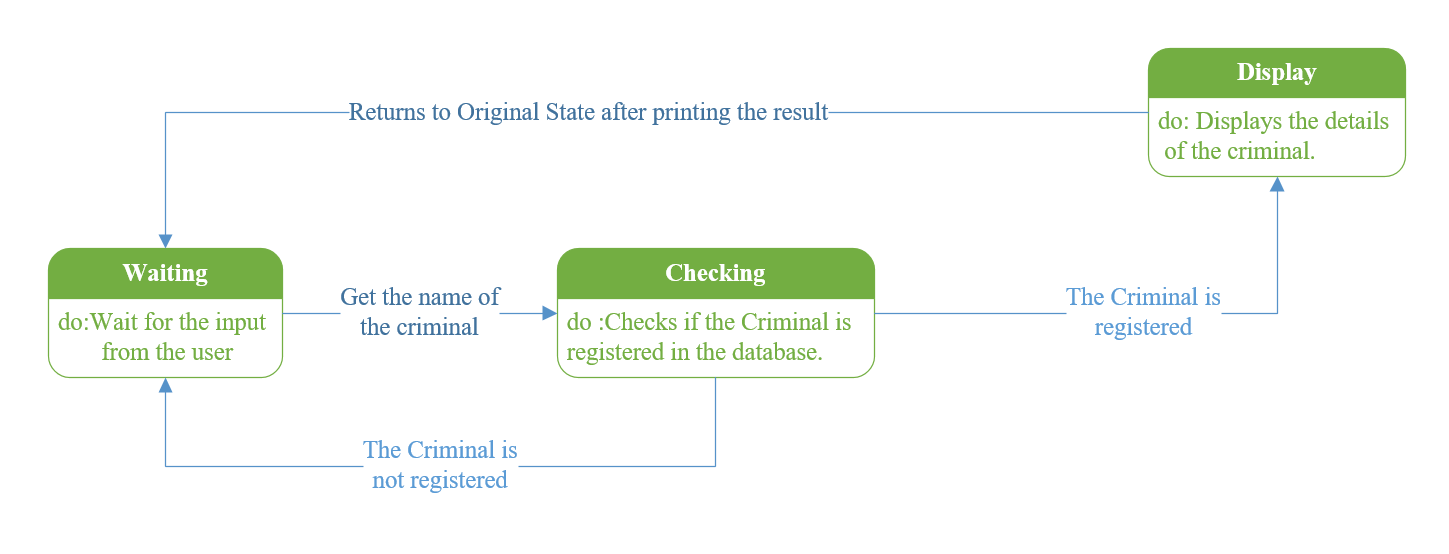 Display
do: Displays the details
of the criminal.
Returns to Original State after printing the result
Waiting
do:Wait for the input
from the user
Get the name of
the criminal
Checking
do :Checks if the Criminal is
registered in the database.
The Criminal is
registered
The Criminal is
not registered